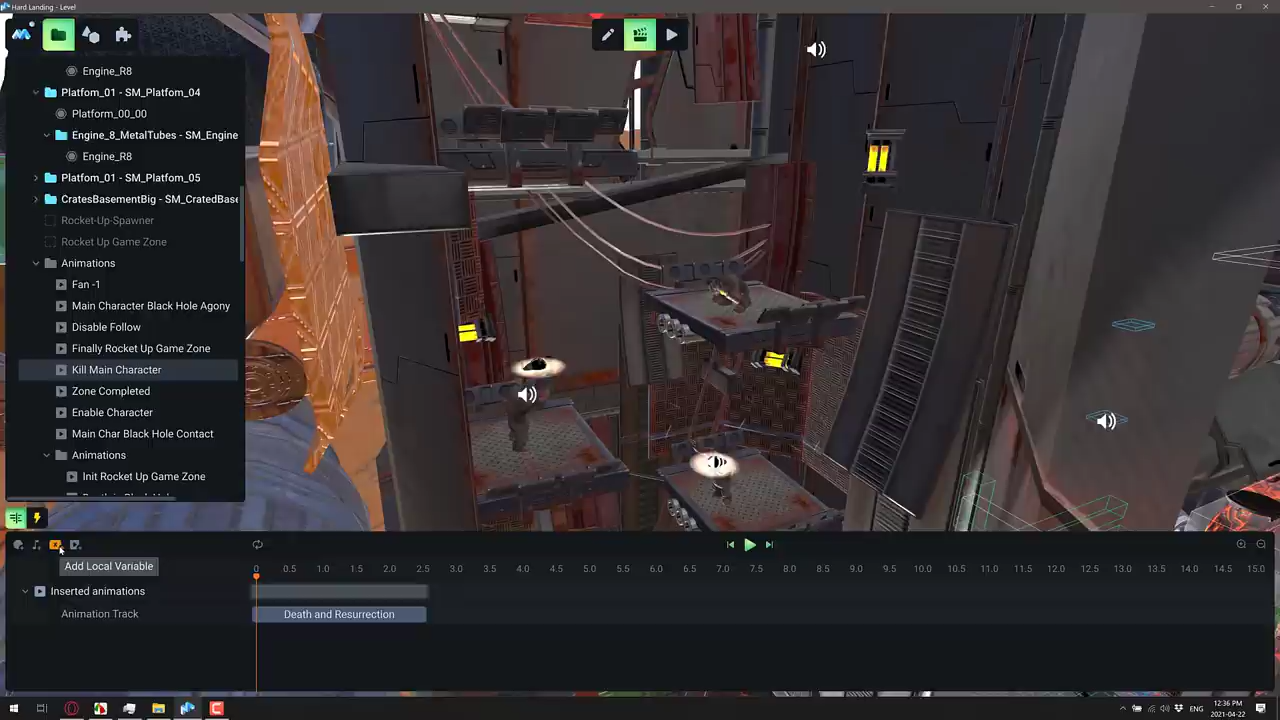 Hard Landing - Level
Engine_R8
Platfom_01 - SM_Platfom_04
Platform_00_00
Engine_8_MetalTubes - SM_Engine
Engine_R8
Platfom_01 - SM_Platfom_05
CratesBasementBig - SM_CratedBase
Rocket-Up-Spawner
Rocket Up Game Zone
Animations
Fan -1
Main Character Black Hole Agony
Disable Follow
Finally Rocket Up Game Zone
Kill Main Character
Zone Completed
Enable Character
Main Char Black Hole Contact
Animations
Init Rocket Up Game Zone
Add Local Variable
0 0.5 1.0 1.5 2.0 2.5 3.0 3.5 4.0 4.5 5.0 5.5 6.0 6.5 7.0 7.5 8.0 8.5 9.0 9.5 10.0 10.5 11.0 11.5 12.0 12.5 13.0 13.5 14.0 14.5 15.0
Inserted animations
Animation Track
Death and Resurrection
ENG
12:36 PM
2021-04-22